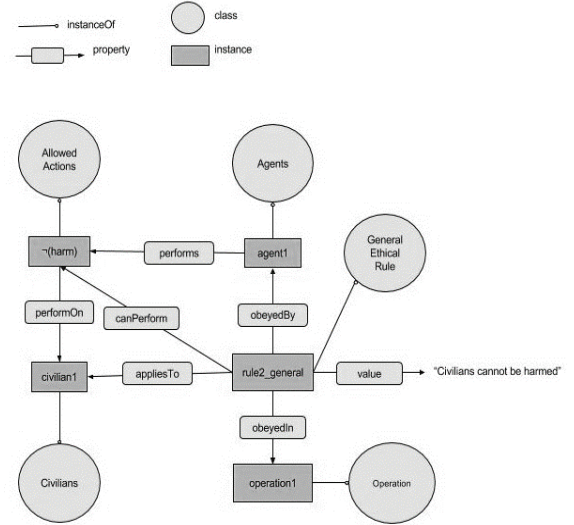 instanceOf
class
property
instance
Allowed
Actions
Agents
General
Ethical
Rule
¬(harm)
performs
agent1
performOn
canPerform
obeyedBy
civilian1
appliesTo
rule2_general
value
“Civilians cannot be harmed”
obeyedIn
Civilians
operation1
Operation